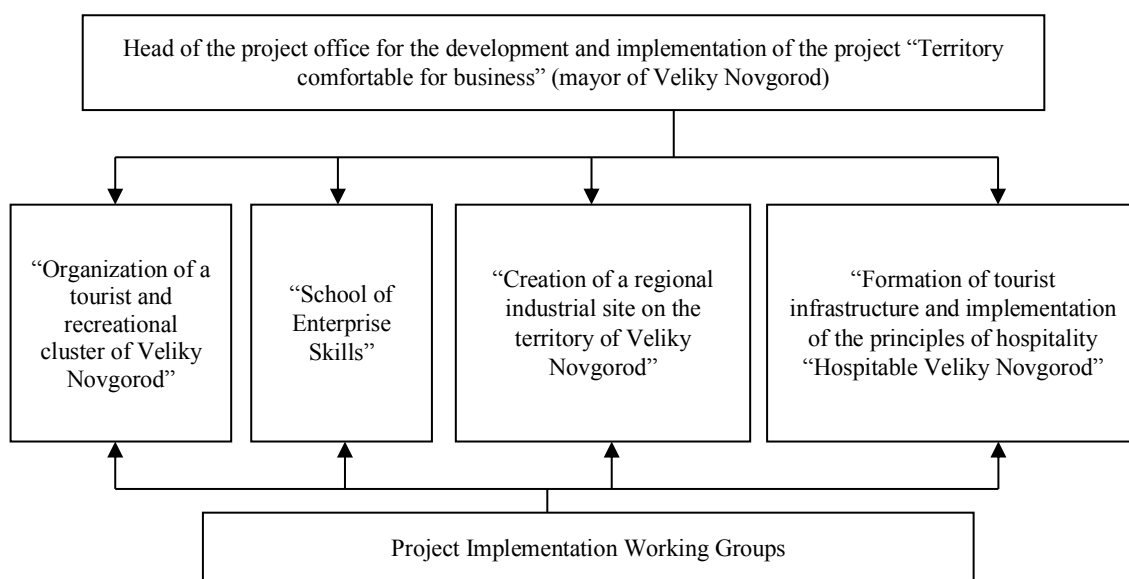 Head of the project office for the development and implementation of the project “Territory
comfortable for business” (mayor of Veliky Novgorod)
“Organization of a
tourist and
recreational
cluster of Veliky
Novgorod”
“School of
Enterprise
Skills”
“Creation of a regional
industrial site on the
territory of Veliky
Novgorod”
“Formation of tourist
infrastructure and implementation
of the principles of hospitality
“Hospitable Veliky Novgorod”
Project Implementation Working Groups